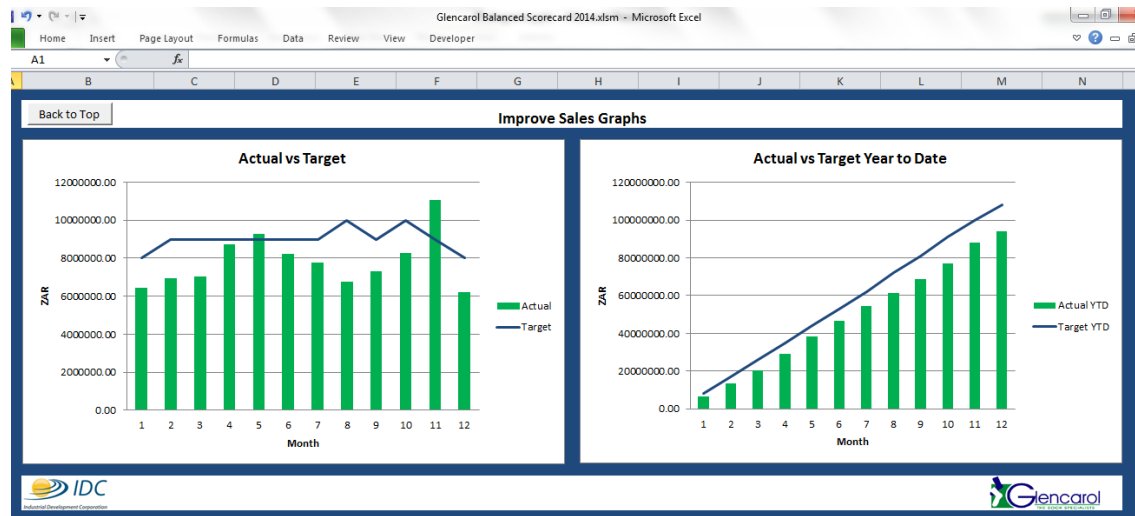 Glencarol Balanced Scorecard 2014.xlsm - Microsoft Excel
Home Insert Page Layout Formulas Data Review View Developer
A1 fx
B C D E F G H I J K L M N
Back to Top
Improve Sales Graphs
Actual vs Target
12000000.00
10000000.00
8000000.00
6000000.00
4000000.00
2000000.00
0.00
ZAR
1 2 3 4 5 6 7 8 9 10 11 12
Month
Actual
Target
Actual vs Target Year to Date
120000000.00
100000000.00
80000000.00
60000000.00
40000000.00
20000000.00
0.00
ZAR
1 2 3 4 5 6 7 8 9 10 11 12
Month
Actual YTD
Target YTD
IDC
Industrial Development Corporation
Glencarol